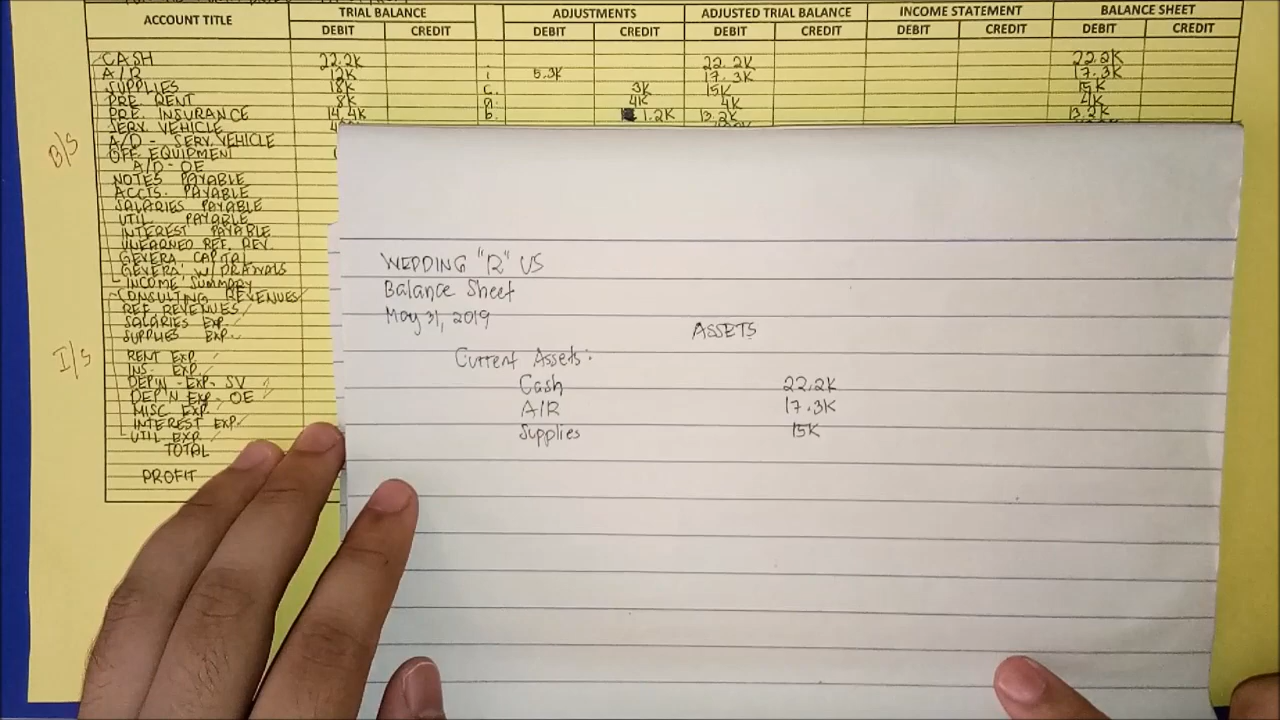 ACCOUNT TITLE TRIAL BALANCE ADJUSTMENTS ADJUSTED TRIAL BALANCE INCOME STATEMENT BALANCE SHEET
DEBIT CREDIT DEBIT CREDIT DEBIT CREDIT DEBIT CREDIT DEBIT CREDIT
CASH 22.2K 22.2K 22.2K
A/R 12K i 5.3K 17.3K 17.3K
SUPPLIES 18K c. 3K 15K 15K
PRE. RENT 8K a. 4K 4K 4K
PRE. INSURANCE 14.4K b. 1.2K 13.2K 13.2K
SERV. VEHICLE
A/D - SERV. VEHICLE
OFF. EQUIPMENT
A/D - OE
NOTES PAYABLE
ACCTS. PAYABLE
SALARIES PAYABLE
UTIL. PAYABLE
INTEREST PAYABLE
UNEARNED REF. REV.
GEVERA, CAPITAL
GEVERA, W/DRAWALS
INCOME SUMMARY
CONSULTING REVENUES
REF. REVENUES
SALARIES EXP.
SUPPLIES EXP.
RENT EXP.
INS. EXP.
DEP'N - EXP - SV
DEP'N EXP - OE
MISC EXP.
INTEREST EXP.
UTIL EXP.
TOTAL
PROFIT
B/S
I/S
WEDDING "R" US
Balance Sheet
May 31, 2019
ASSETS
Current Assets:
Cash 22.2K
A/R 17.3K
Supplies 15K